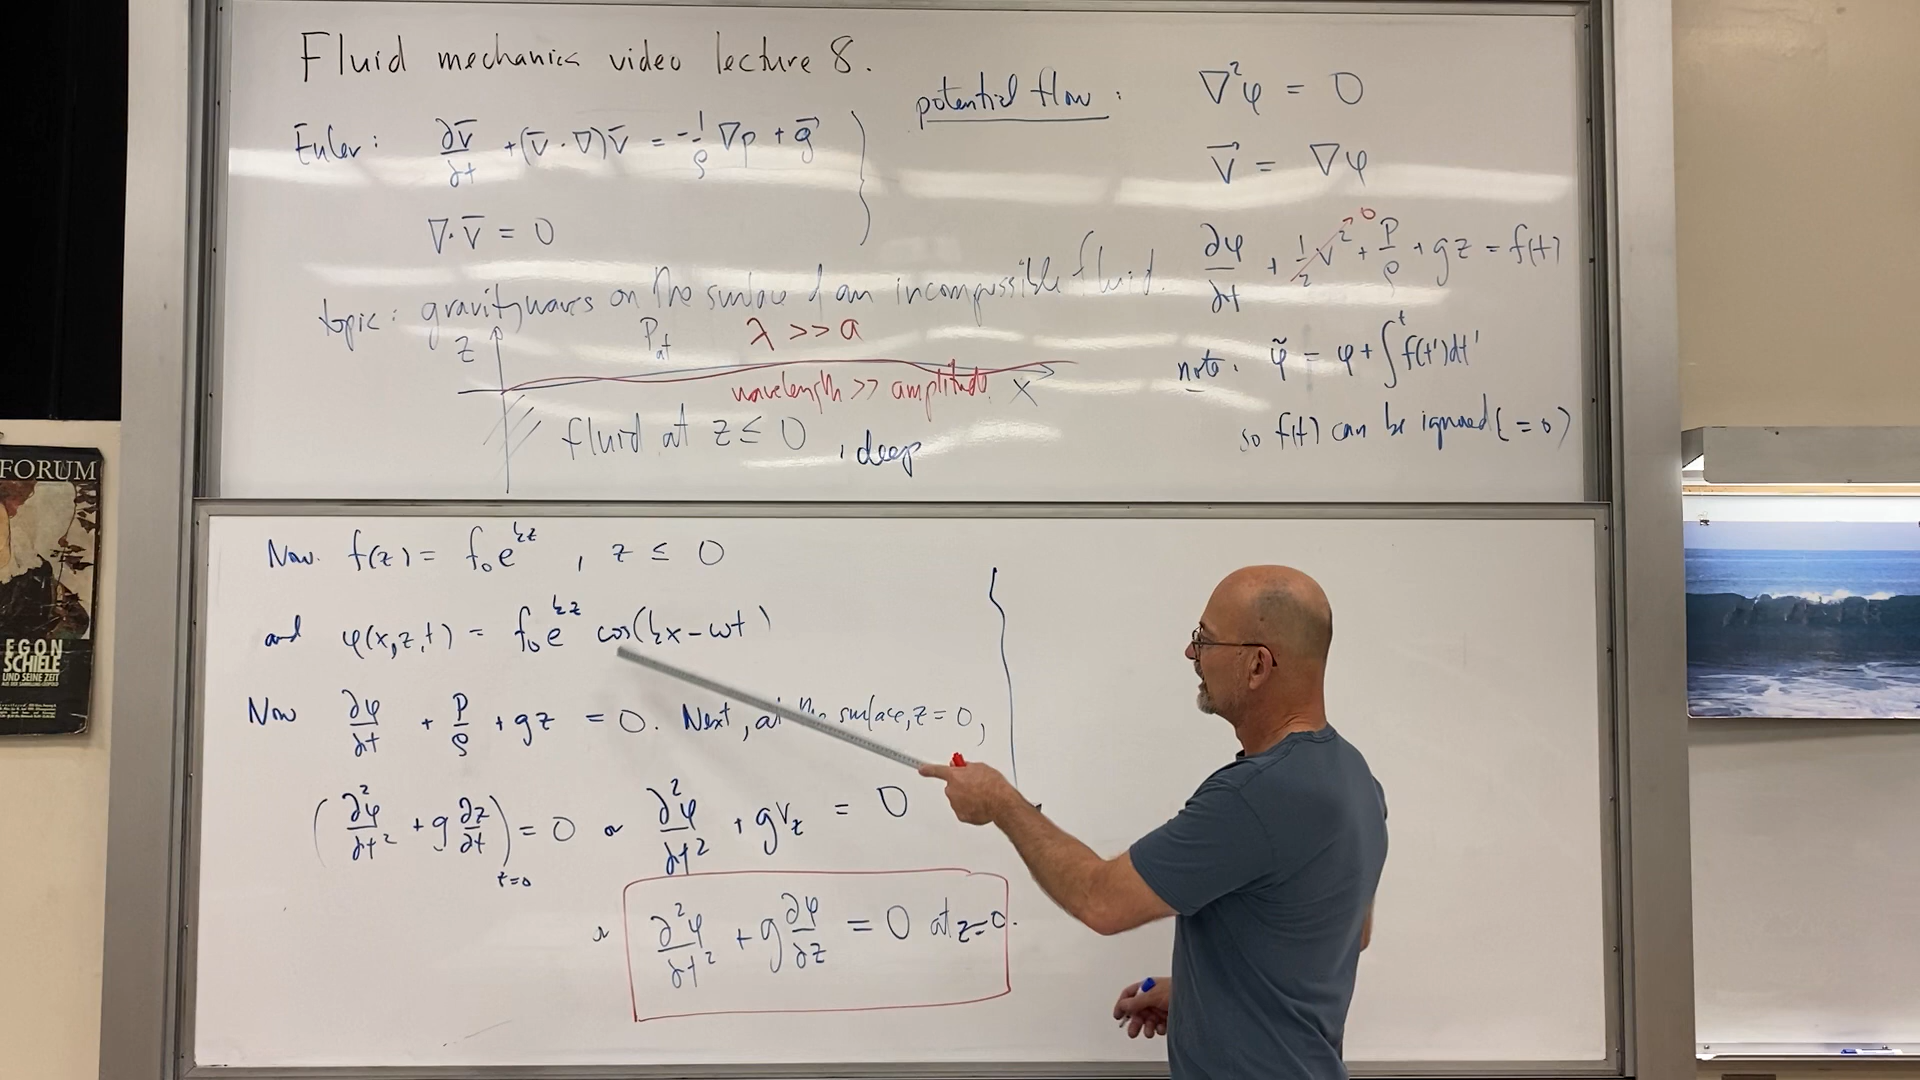 Fluid mechanics video lecture 8.
Euler: ∂v̄/∂t + (v̄·∇)v̄ = -1/ρ ∇p + g⃗
∇·v̄ = 0
potential flow:
∇²φ = 0
v⃗ = ∇φ
∂φ/∂t + 1/2 v² → 0 + P/ρ + gz = f(t)
note: φ̃ = φ + ∫ᵗ f(t')dt'
so f(t) can be ignored (= 0)
topic: gravity waves on the surface of an incompressible fluid.
z
P_at
λ >> a
wavelength >> amplitude
x
fluid at z ≤ 0, deep
Now. f(z) = f₀e^{kz}, z ≤ 0
and φ(x,z,t) = f₀e^{kz} cos(kx-ωt)
Now ∂φ/∂t + P/ρ + gz = 0. Next, at the surface, z = 0,
(∂²φ/∂t² + g ∂z/∂t)_{z=0} = 0 or ∂²φ/∂t² + gv_z = 0
or ∂²φ/∂t² + g ∂φ/∂z = 0 at z=0.
FORUM
EGON
SCHIELE
UND SEINE ZEIT